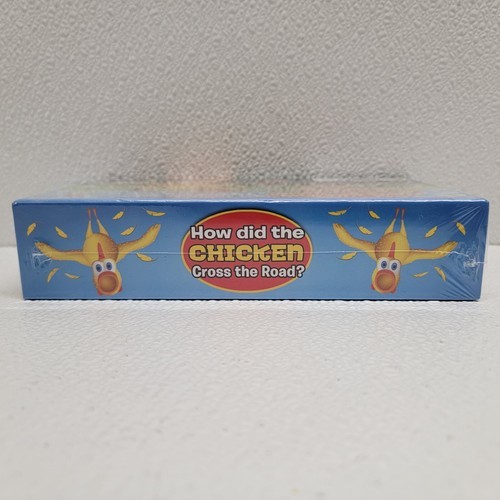 How did the
CHICKEN
Cross the Road?